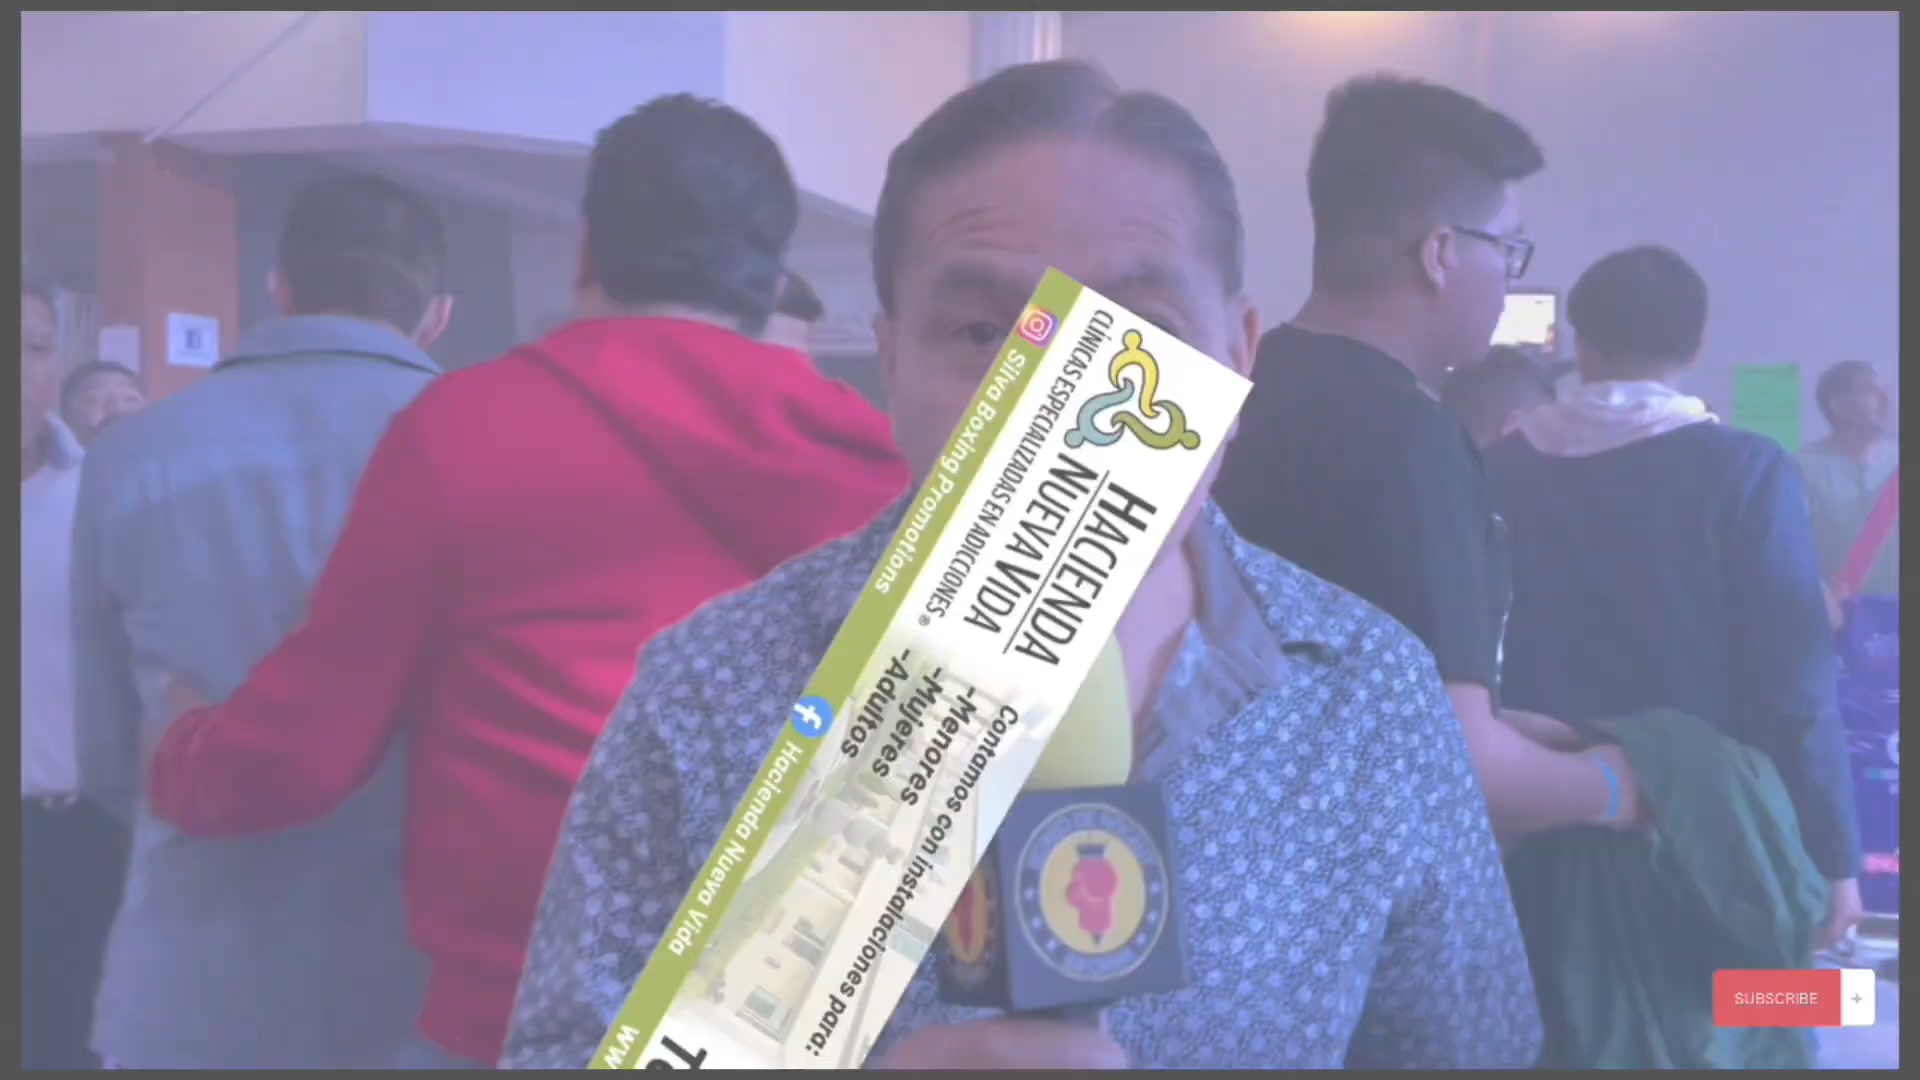 HACIENDA
NUEVA VIDA
CLÍNICAS ESPECIALIZADAS EN ADICCIONES®
Contamos con instalaciones para:
-Menores
-Mujeres
-Adultos
Silva Boxing Promotions
Hacienda Nueva Vida
SUBSCRIBE +